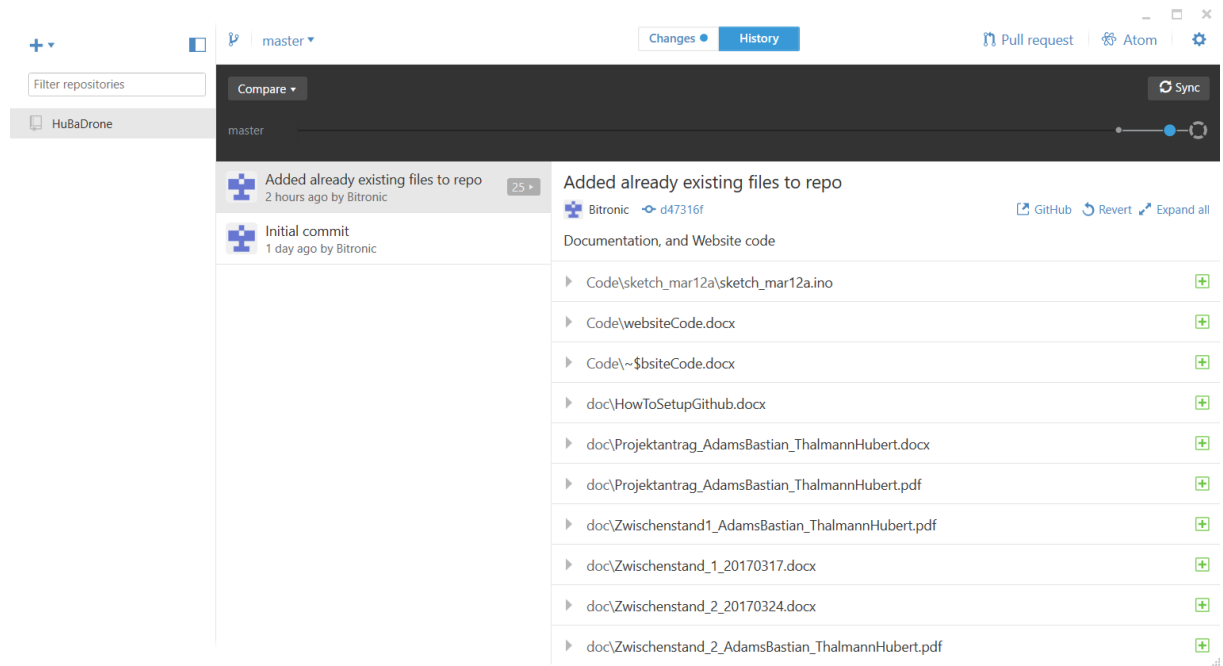 master
Changes
History
Pull request
Atom
Filter repositories
Compare
Sync
HuBaDrone
master
Added already existing files to repo
2 hours ago by Bitronic
25
Initial commit
1 day ago by Bitronic
Added already existing files to repo
Bitronic d47316f
GitHub Revert Expand all
Documentation, and Website code
Code\sketch_mar12a\sketch_mar12a.ino
Code\websiteCode.docx
Code\~$bsiteCode.docx
doc\HowToSetupGithub.docx
doc\Projektantrag_AdamsBastian_ThalmannHubert.docx
doc\Projektantrag_AdamsBastian_ThalmannHubert.pdf
doc\Zwischenstand1_AdamsBastian_ThalmannHubert.pdf
doc\Zwischenstand_1_20170317.docx
doc\Zwischenstand_2_20170324.docx
doc\Zwischenstand_2_AdamsBastian_ThalmannHubert.pdf